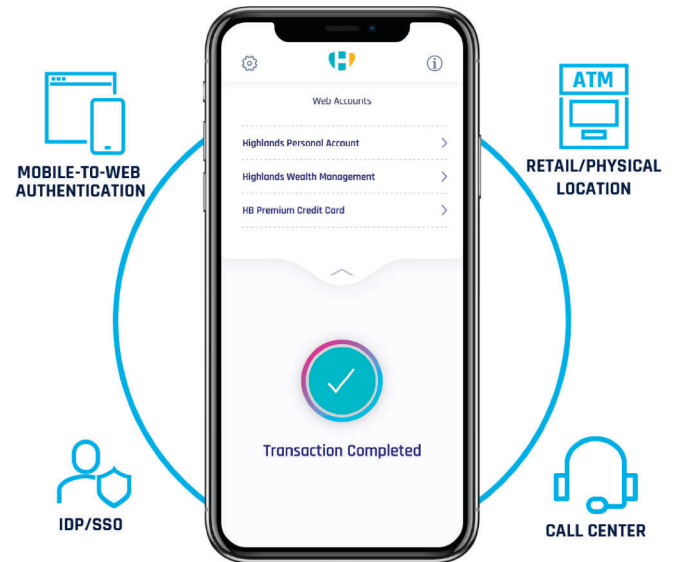 ATM
Web Accounts
Highlands Personal Account
MOBILE-TO-WEB
AUTHENTICATION
RETAIL/PHYSICAL
LOCATION
Highlands Wealth Management
HB Premium Credit Card
Transaction Completed
IDP/SSO
CALL CENTER